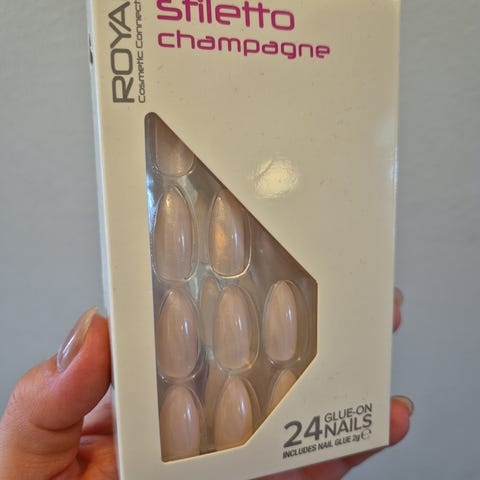 ROYA
Cosmetic Connect
stiletto
champagne
24 GLUE-ON
NAILS
INCLUDES NAIL GLUE 2g ℮